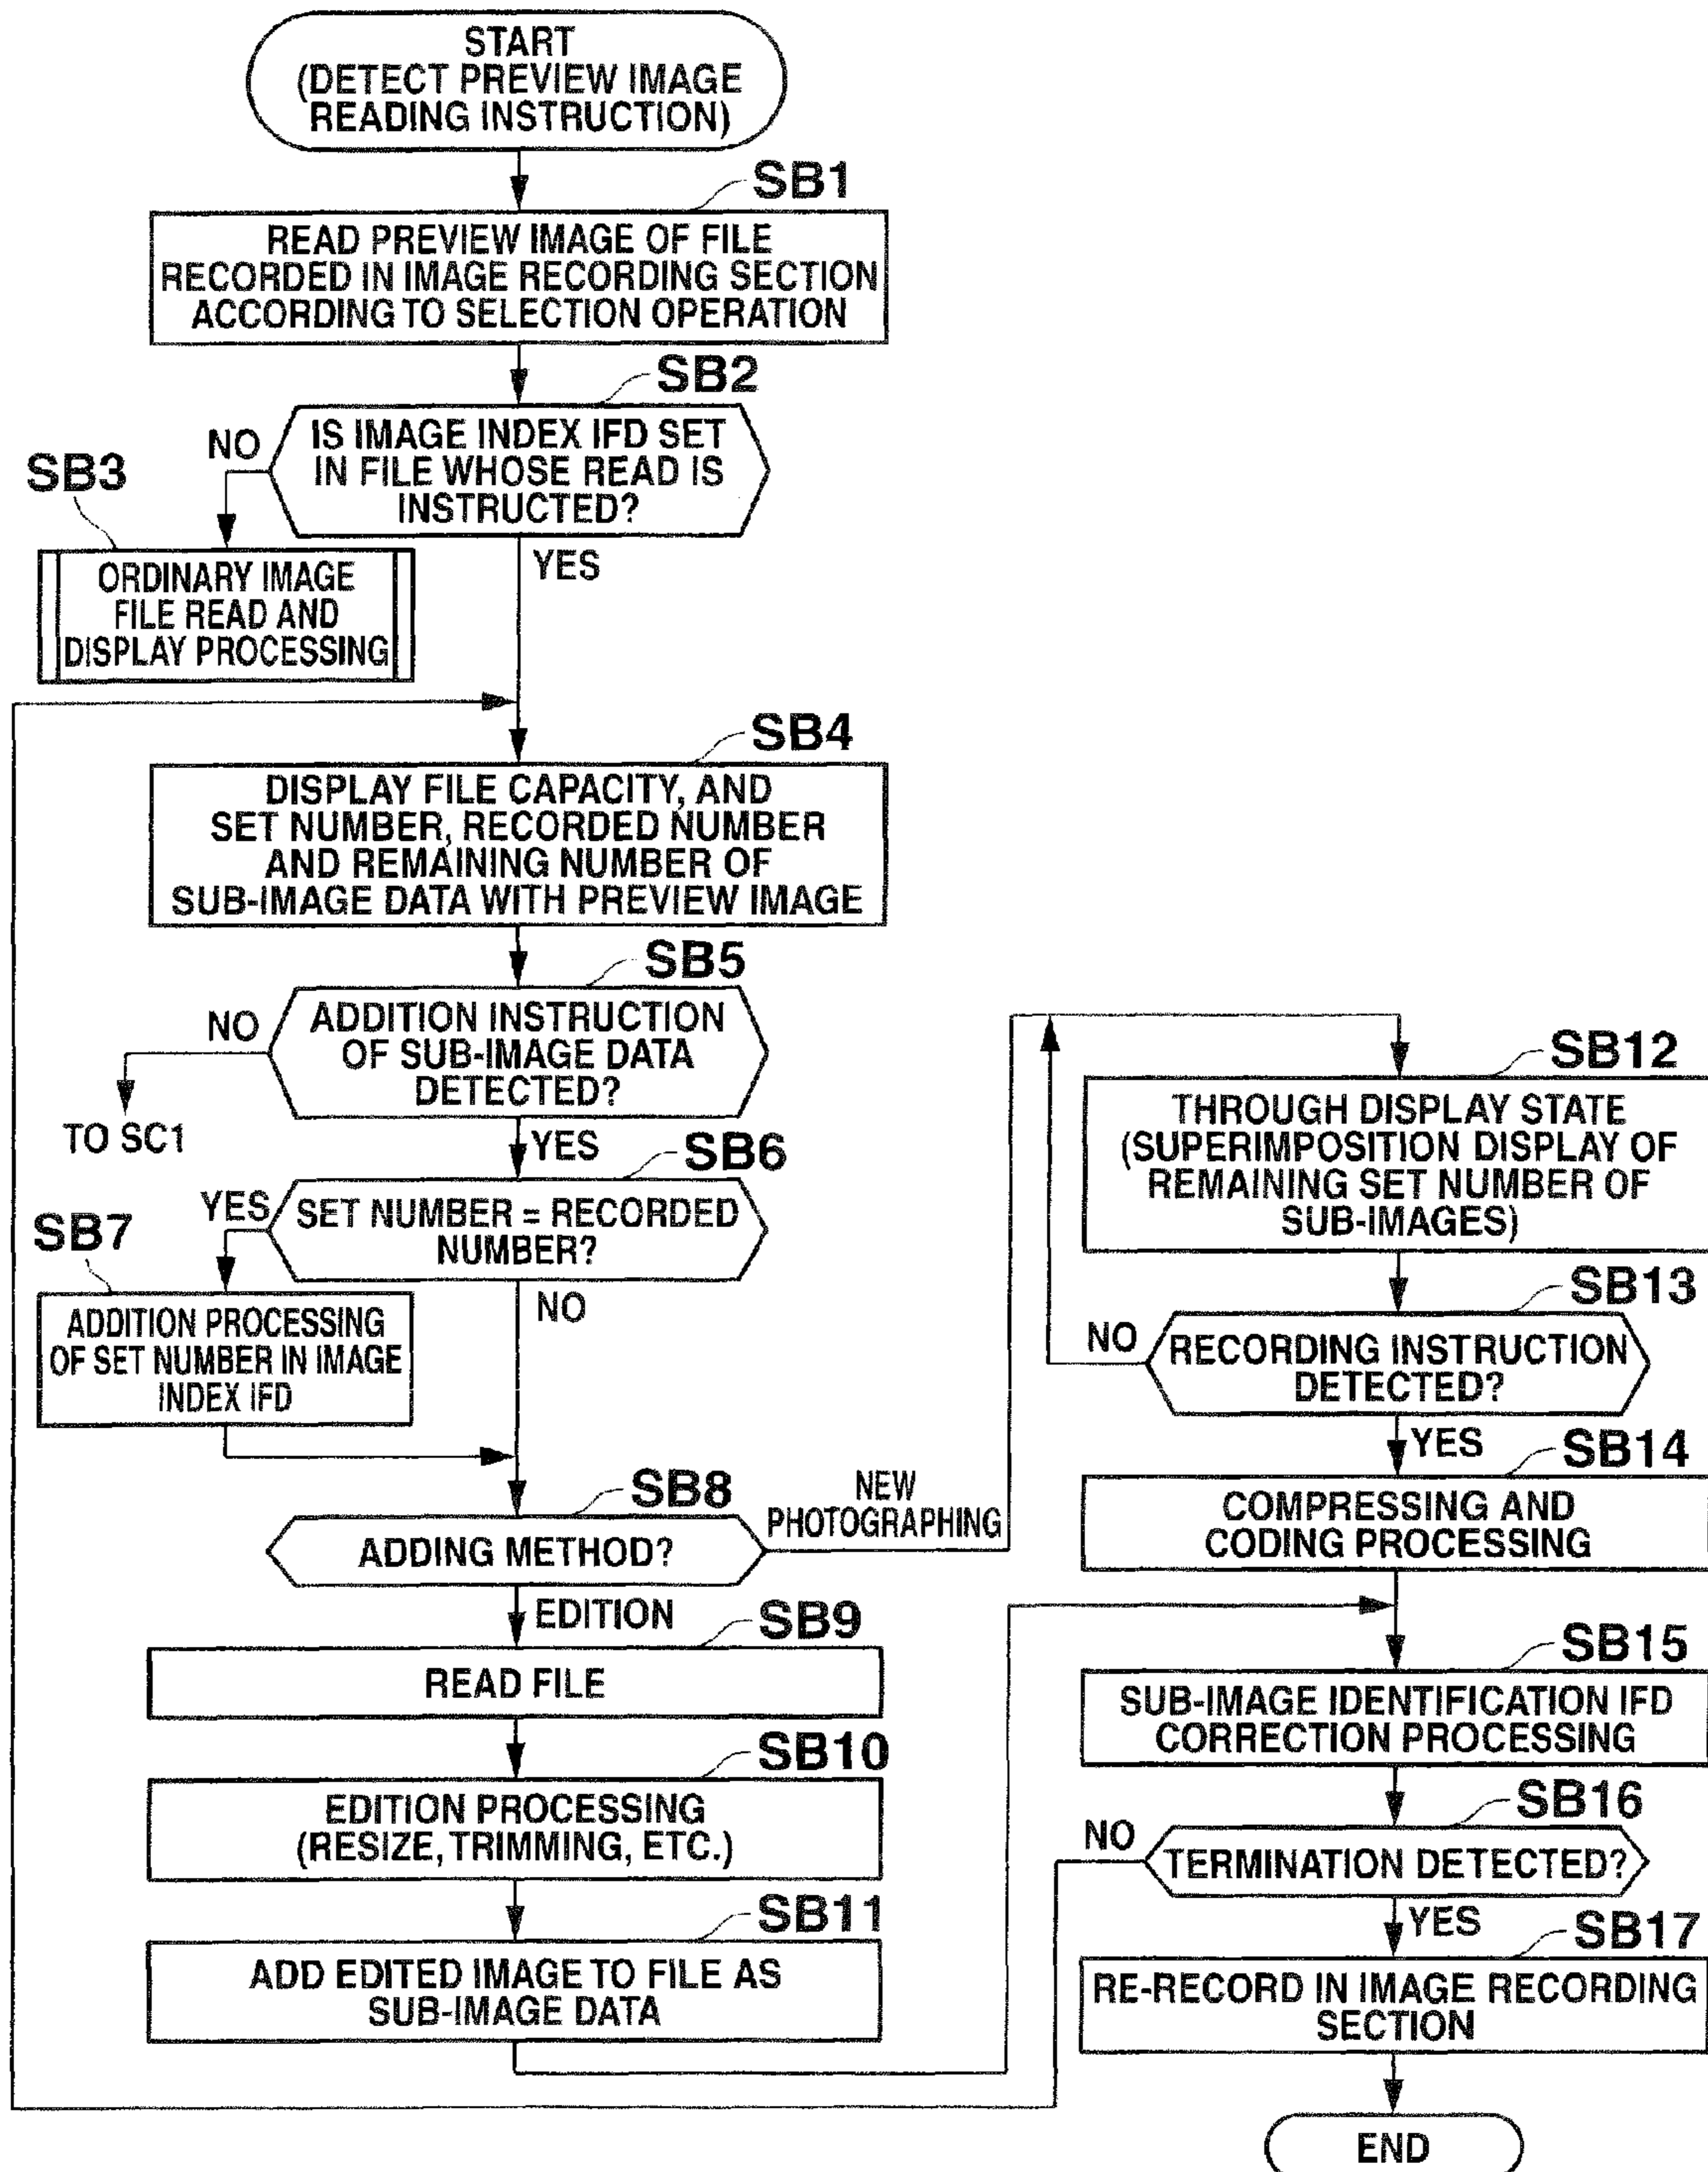 START
(DETECT PREVIEW IMAGE
READING INSTRUCTION)
SB1
READ PREVIEW IMAGE OF FILE
RECORDED IN IMAGE RECORDING SECTION
ACCORDING TO SELECTION OPERATION
SB2
IS IMAGE INDEX IFD SET
IN FILE WHOSE READ IS
INSTRUCTED?
NO
YES
SB3
ORDINARY IMAGE
FILE READ AND
DISPLAY PROCESSING
SB4
DISPLAY FILE CAPACITY, AND
SET NUMBER, RECORDED NUMBER
AND REMAINING NUMBER OF
SUB-IMAGE DATA WITH PREVIEW IMAGE
SB5
ADDITION INSTRUCTION
OF SUB-IMAGE DATA
DETECTED?
NO
TO SC1
YES
SB6
SET NUMBER = RECORDED
NUMBER?
YES
NO
SB7
ADDITION PROCESSING
OF SET NUMBER IN IMAGE
INDEX IFD
SB8
ADDING METHOD?
NEW
PHOTOGRAPHING
EDITION
SB9
READ FILE
SB10
EDITION PROCESSING
(RESIZE, TRIMMING, ETC.)
SB11
ADD EDITED IMAGE TO FILE AS
SUB-IMAGE DATA
SB12
THROUGH DISPLAY STATE
(SUPERIMPOSITION DISPLAY OF
REMAINING SET NUMBER OF
SUB-IMAGES)
SB13
RECORDING INSTRUCTION
DETECTED?
NO
YES
SB14
COMPRESSING AND
CODING PROCESSING
SB15
SUB-IMAGE IDENTIFICATION IFD
CORRECTION PROCESSING
SB16
TERMINATION DETECTED?
NO
YES
SB17
RE-RECORD IN IMAGE RECORDING
SECTION
END